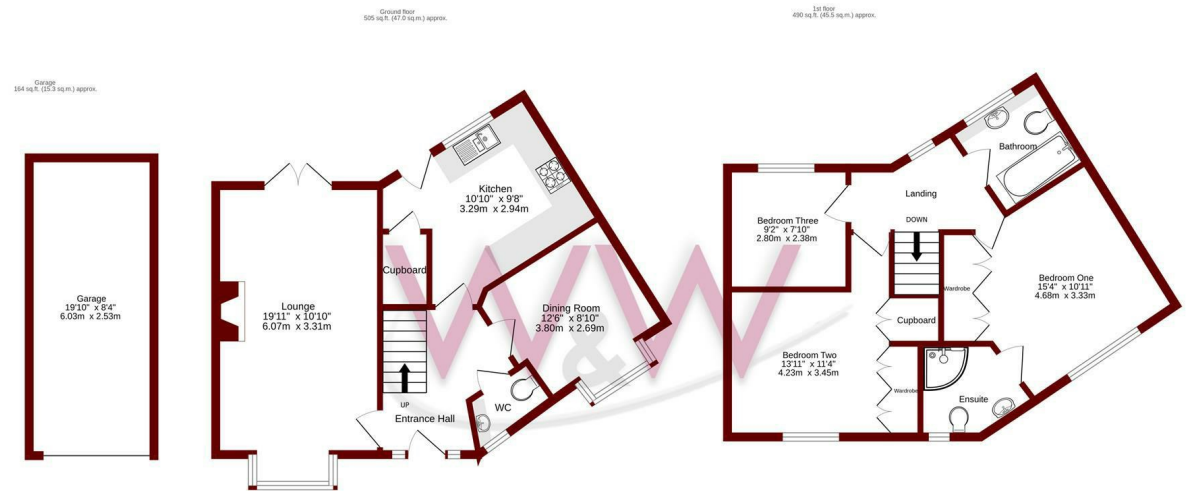 Garage
164 sq.ft. (15.3 sq.m.) approx.
Ground floor
505 sq.ft. (47.0 sq.m.) approx.
1st floor
490 sq.ft. (45.5 sq.m.) approx.
Garage
19'10" x 8'4"
6.03m x 2.53m
Lounge
19'11" x 10'10"
6.07m x 3.31m
Kitchen
10'10" x 9'8"
3.29m x 2.94m
Cupboard
Dining Room
12'6" x 8'10"
3.80m x 2.69m
UP
Entrance Hall
WC
W&W
Bathroom
Landing
DOWN
Bedroom Three
9'2" x 7'10"
2.80m x 2.38m
Wardrobe
Bedroom One
15'4" x 10'11"
4.68m x 3.33m
Cupboard
Bedroom Two
13'11" x 11'4"
4.23m x 3.45m
Wardrobe
Ensuite